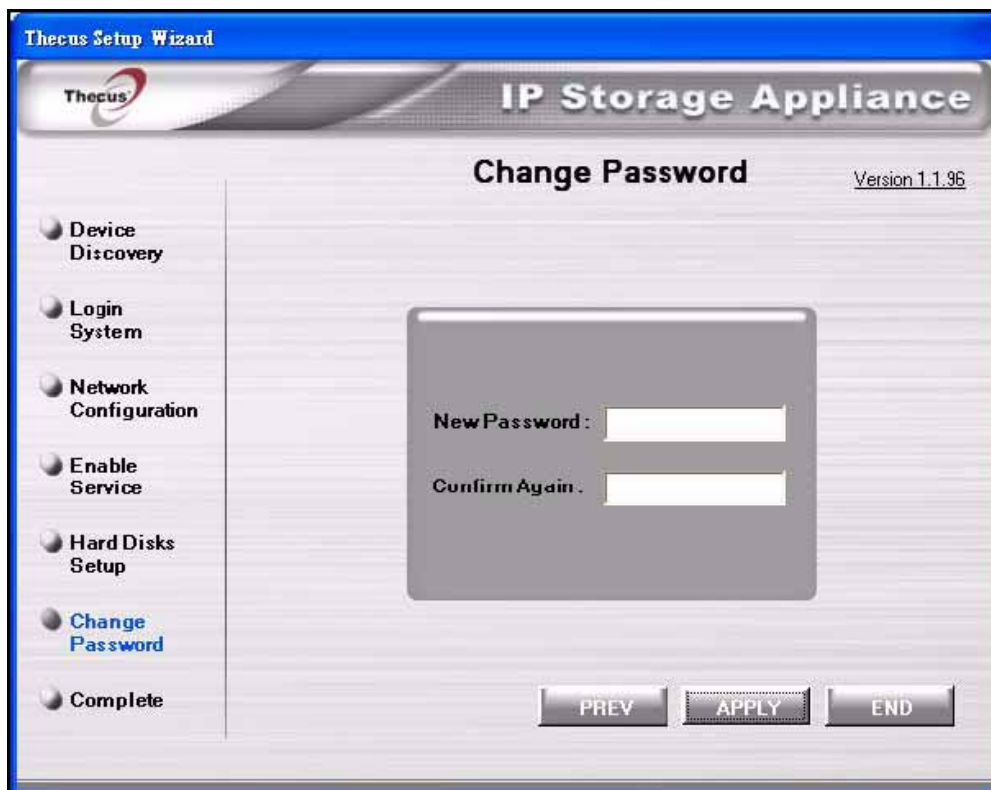 Thecus Setup Wizard
Thecus
IP Storage Appliance
Change Password
Version 1.1.96
Device
Discovery
Login
System
Network
Configuration
Enable
Service
Hard Disks
Setup
Change
Password
Complete
New Password :
Confirm Again :
PREV
APPLY
END